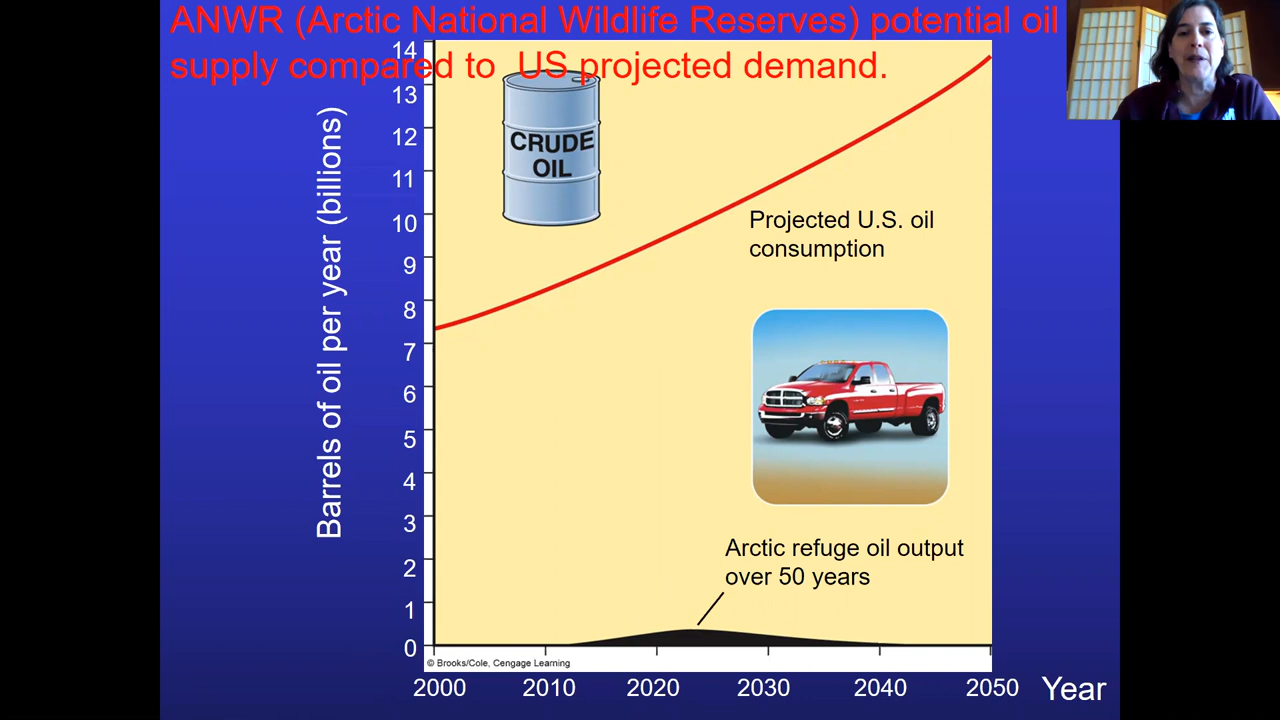 ANWR (Arctic National Wildlife Reserves) potential oil
supply compared to  US projected demand.
Barrels of oil per year (billions)
14
13
12
11
10
9
8
7
6
5
4
3
2
1
0
CRUDE
OIL
Projected U.S. oil
consumption
Arctic refuge oil output
over 50 years
© Brooks/Cole, Cengage Learning
2000
2010
2020
2030
2040
2050
Year